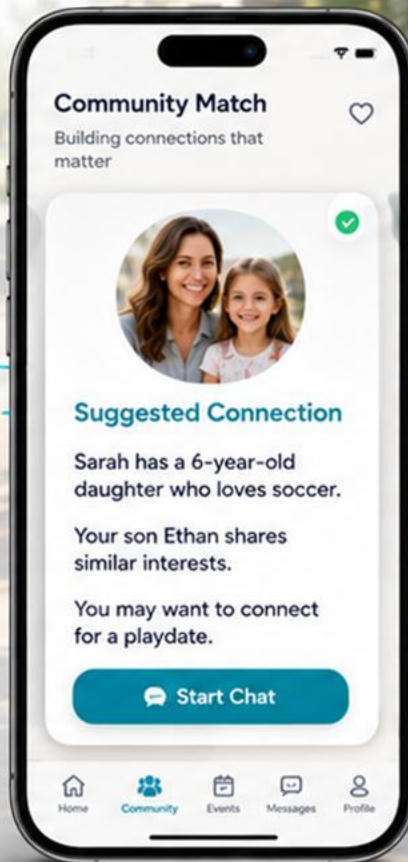 Community Match
Building connections that
matter
Suggested Connection
Sarah has a 6-year-old
daughter who loves soccer.
Your son Ethan shares
similar interests.
You may want to connect
for a playdate.
Start Chat
Home Community Events Messages Profile